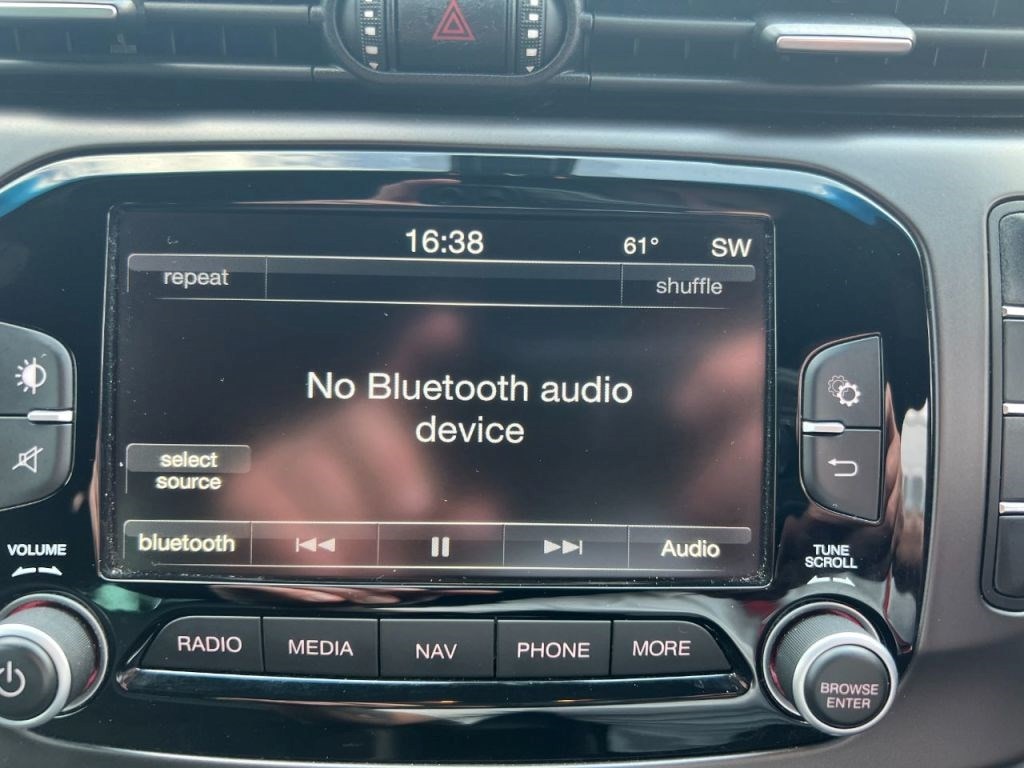 16:38 61° SW
repeat shuffle
No Bluetooth audio
device
select
source
bluetooth Audio
VOLUME
TUNE
SCROLL
RADIO MEDIA NAV PHONE MORE
BROWSE
ENTER